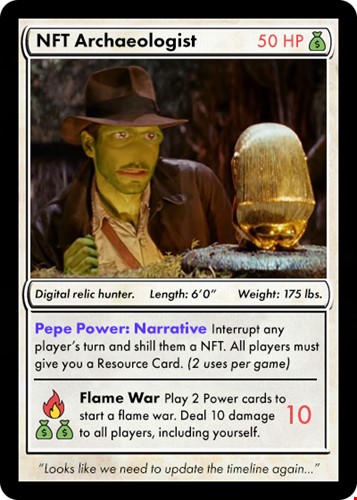 NFT Archaeologist 50 HP
Digital relic hunter. Length: 6’0” Weight: 175 lbs.
Pepe Power: Narrative Interrupt any
player’s turn and shill them a NFT. All players must
give you a Resource Card. (2 uses per game)
Flame War Play 2 Power cards to
start a flame war. Deal 10 damage
to all players, including yourself.
10
“Looks like we need to update the timeline again...”